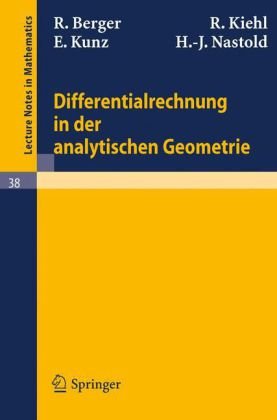 R. Berger R. Kiehl
E. Kunz H.-J. Nastold
Lecture Notes in Mathematics
Differentialrechnung
in der
analytischen Geometrie
38
Springer